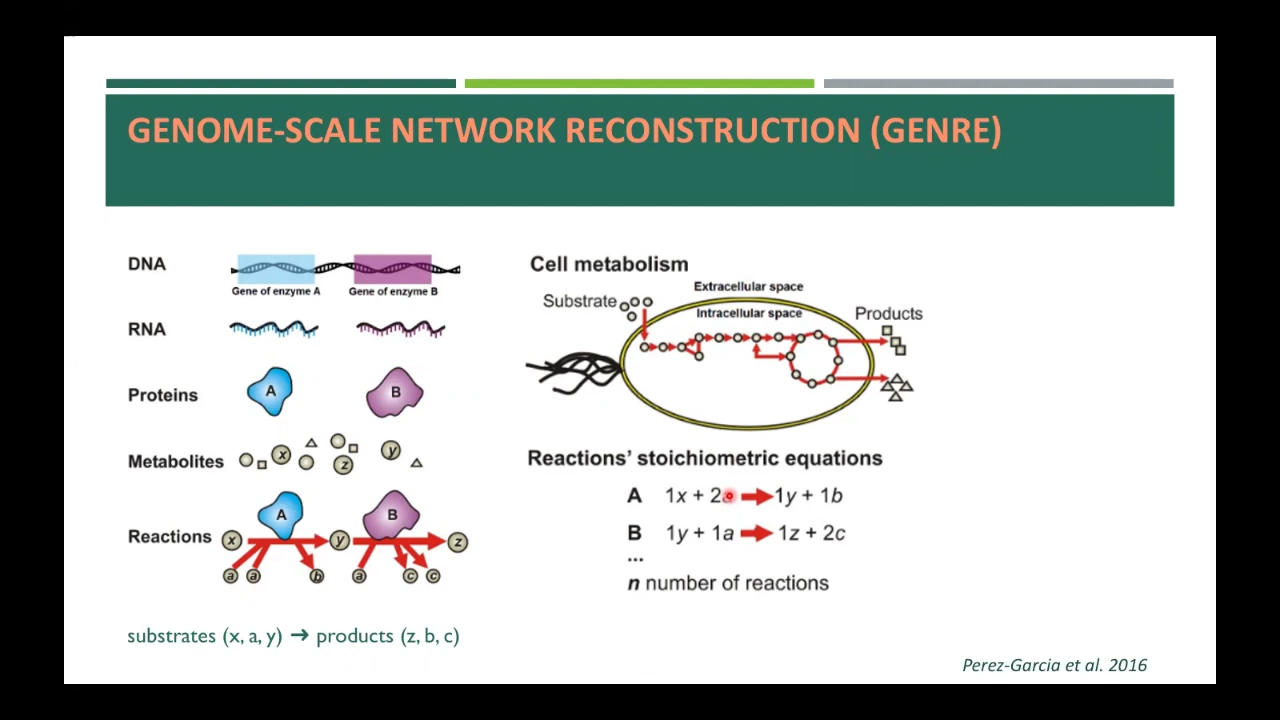 GENOME-SCALE NETWORK RECONSTRUCTION (GENRE)
DNA
Gene of enzyme A
Gene of enzyme B
RNA
Proteins
A
B
Metabolites
x
z
y
Reactions
A
B
x
y
z
a
a
b
a
c
c
substrates (x, a, y) → products (z, b, c)
Cell metabolism
Extracellular space
Substrate
Intracellular space
Products
Reactions' stoichiometric equations
A 1x + 2a → 1y + 1b
B 1y + 1a → 1z + 2c
...
n number of reactions
Perez-Garcia et al. 2016